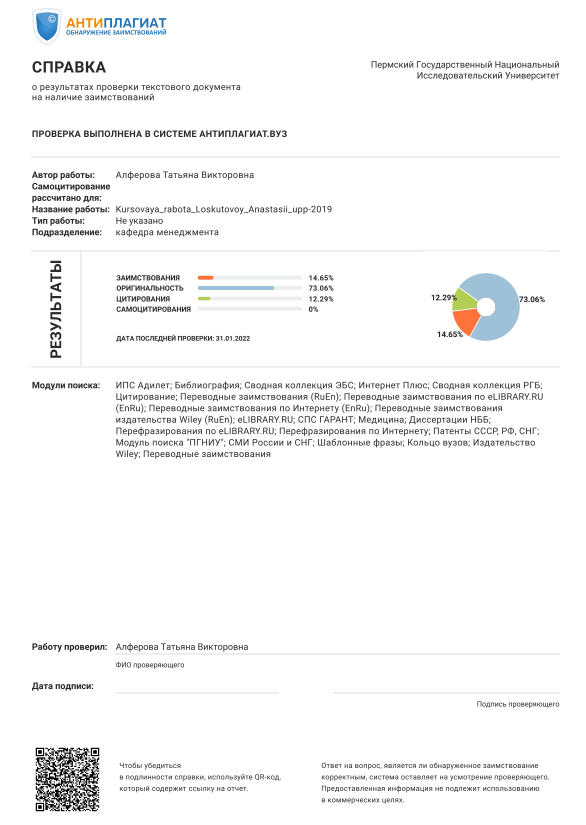 АНТИПЛАГИАТ
ОБНАРУЖЕНИЕ ЗАИМСТВОВАНИЙ
СПРАВКА
о результатах проверки текстового документа
на наличие заимствований
Пермский Государственный Национальный
Исследовательский Университет
ПРОВЕРКА ВЫПОЛНЕНА В СИСТЕМЕ АНТИПЛАГИАТ.ВУЗ
Автор работы: Алферова Татьяна Викторовна
Самоцитирование
рассчитано для:
Название работы: Kursovaya_rabota_Loskutovoy_Anastasii_upp-2019
Тип работы: Не указано
Подразделение: кафедра менеджмента
РЕЗУЛЬТАТЫ
ЗАИМСТВОВАНИЯ 14.65%
ОРИГИНАЛЬНОСТЬ 73.06%
ЦИТИРОВАНИЯ 12.29%
САМОЦИТИРОВАНИЯ 0%
ДАТА ПОСЛЕДНЕЙ ПРОВЕРКИ: 31.01.2022
12.29%
73.06%
14.65%
Модули поиска: ИПС Адилет; Библиография; Сводная коллекция ЭБС; Интернет Плюс; Сводная коллекция РГБ;
Цитирование; Переводные заимствования (RuEn); Переводные заимствования по eLIBRARY.RU
(EnRu); Переводные заимствования по Интернету (EnRu); Переводные заимствования
издательства Wiley (RuEn); eLIBRARY.RU; СПС ГАРАНТ; Медицина; Диссертации НББ;
Перефразирования по eLIBRARY.RU; Перефразирования по Интернету; Патенты СССР, РФ, СНГ;
Модуль поиска "ПГНИУ"; СМИ России и СНГ; Шаблонные фразы; Кольцо вузов; Издательство
Wiley; Переводные заимствования
Работу проверил: Алферова Татьяна Викторовна
ФИО проверяющего
Дата подписи:
Подпись проверяющего
Чтобы убедиться
в подлинности справки, используйте QR-код,
который содержит ссылку на отчет.
Ответ на вопрос, является ли обнаруженное заимствование
корректным, система оставляет на усмотрение проверяющего.
Предоставленная информация не подлежит использованию
в коммерческих целях.